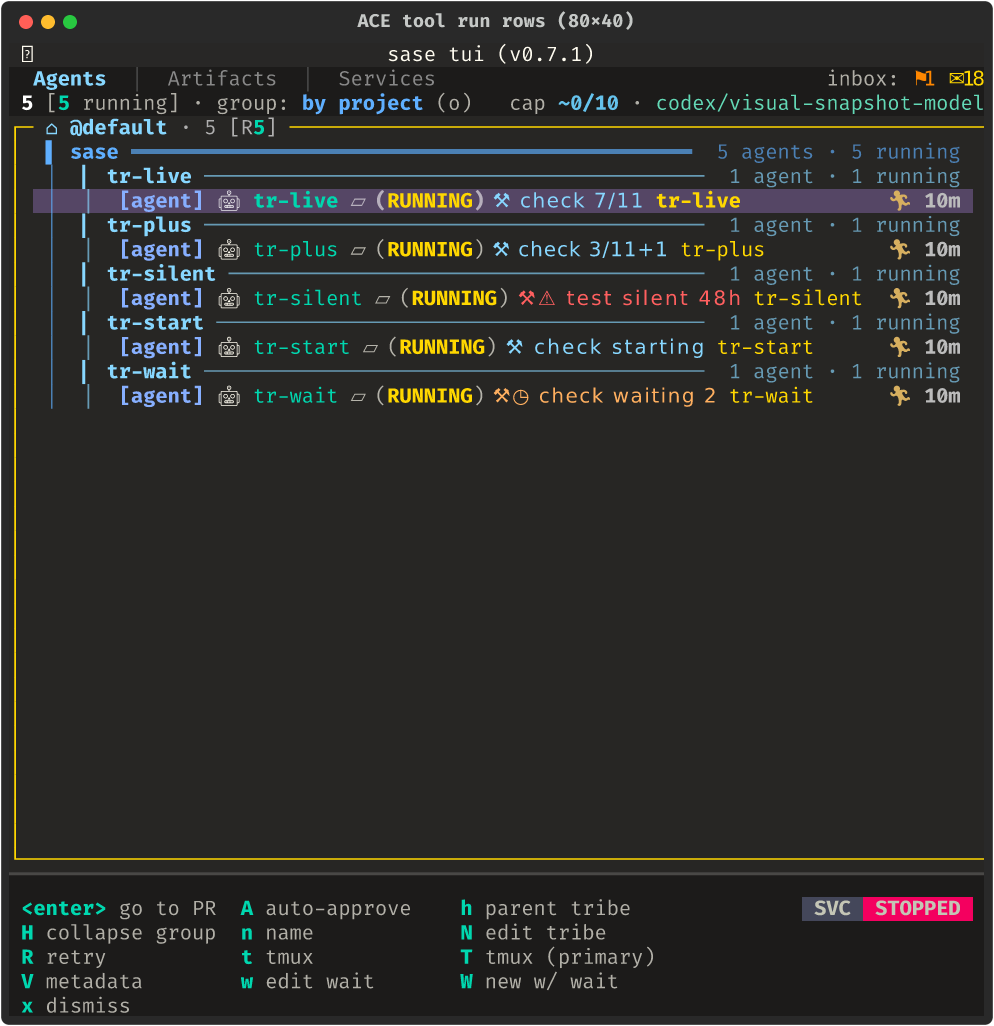 ACE tool run rows (80×40)
sase tui (v0.7.1)
Agents │ Artifacts │ Services inbox: ⚑1 ✉18
5 [5 running] · group: by project (o) cap ~0/10 · codex/visual-snapshot-model
⌂ @default · 5 [R5]
sase 5 agents · 5 running
tr-live 1 agent · 1 running
[agent] 🤖 tr-live ▱ (RUNNING) ⚒ check 7/11 tr-live 🏃 10m
tr-plus 1 agent · 1 running
[agent] 🤖 tr-plus ▱ (RUNNING) ⚒ check 3/11+1 tr-plus 🏃 10m
tr-silent 1 agent · 1 running
[agent] 🤖 tr-silent ▱ (RUNNING) ⚒⚠ test silent 48h tr-silent 🏃 10m
tr-start 1 agent · 1 running
[agent] 🤖 tr-start ▱ (RUNNING) ⚒ check starting tr-start 🏃 10m
tr-wait 1 agent · 1 running
[agent] 🤖 tr-wait ▱ (RUNNING) ⚒◷ check waiting 2 tr-wait 🏃 10m
<enter> go to PR A auto-approve h parent tribe SVC STOPPED
H collapse group n name N edit tribe
R retry t tmux T tmux (primary)
V metadata w edit wait W new w/ wait
x dismiss